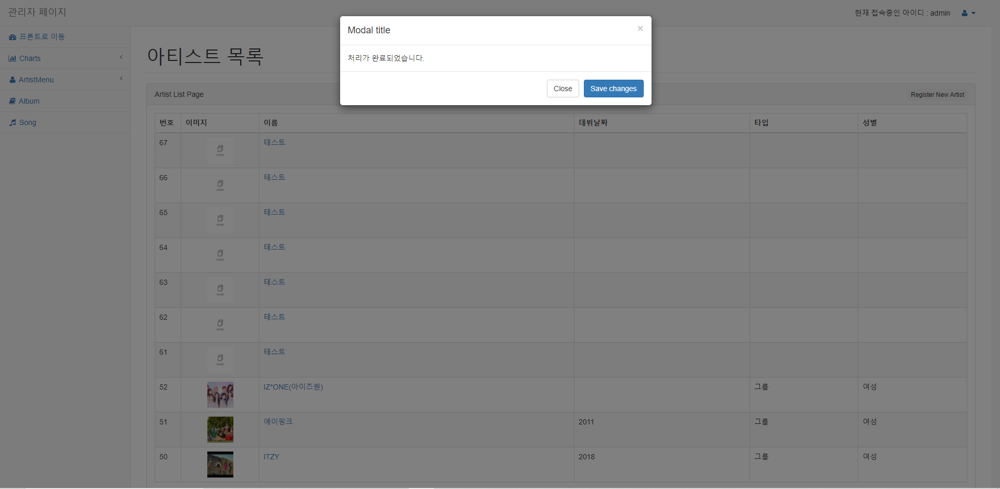 관리자 페이지
현재 접속중인 아이디 : admin
프론트로 이동
Charts
ArtistMenu
Album
Song
Modal title
×
처리가 완료되었습니다.
Close Save changes
아티스트 목록
Artist List Page
Register New Artist
번호 이미지 이름 데뷔날짜 타입 성별
67 테스트
66 테스트
65 테스트
64 테스트
63 테스트
62 테스트
61 테스트
52 IZ*ONE(아이즈원) 그룹 여성
51 에이핑크 2011 그룹 여성
50 ITZY 2018 그룹 여성